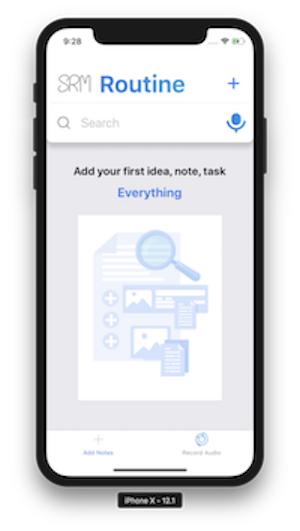 9:28
SRM Routine
Search
Add your first idea, note, task
Everything
Add Notes
Record Audio
iPhone X - 12.1